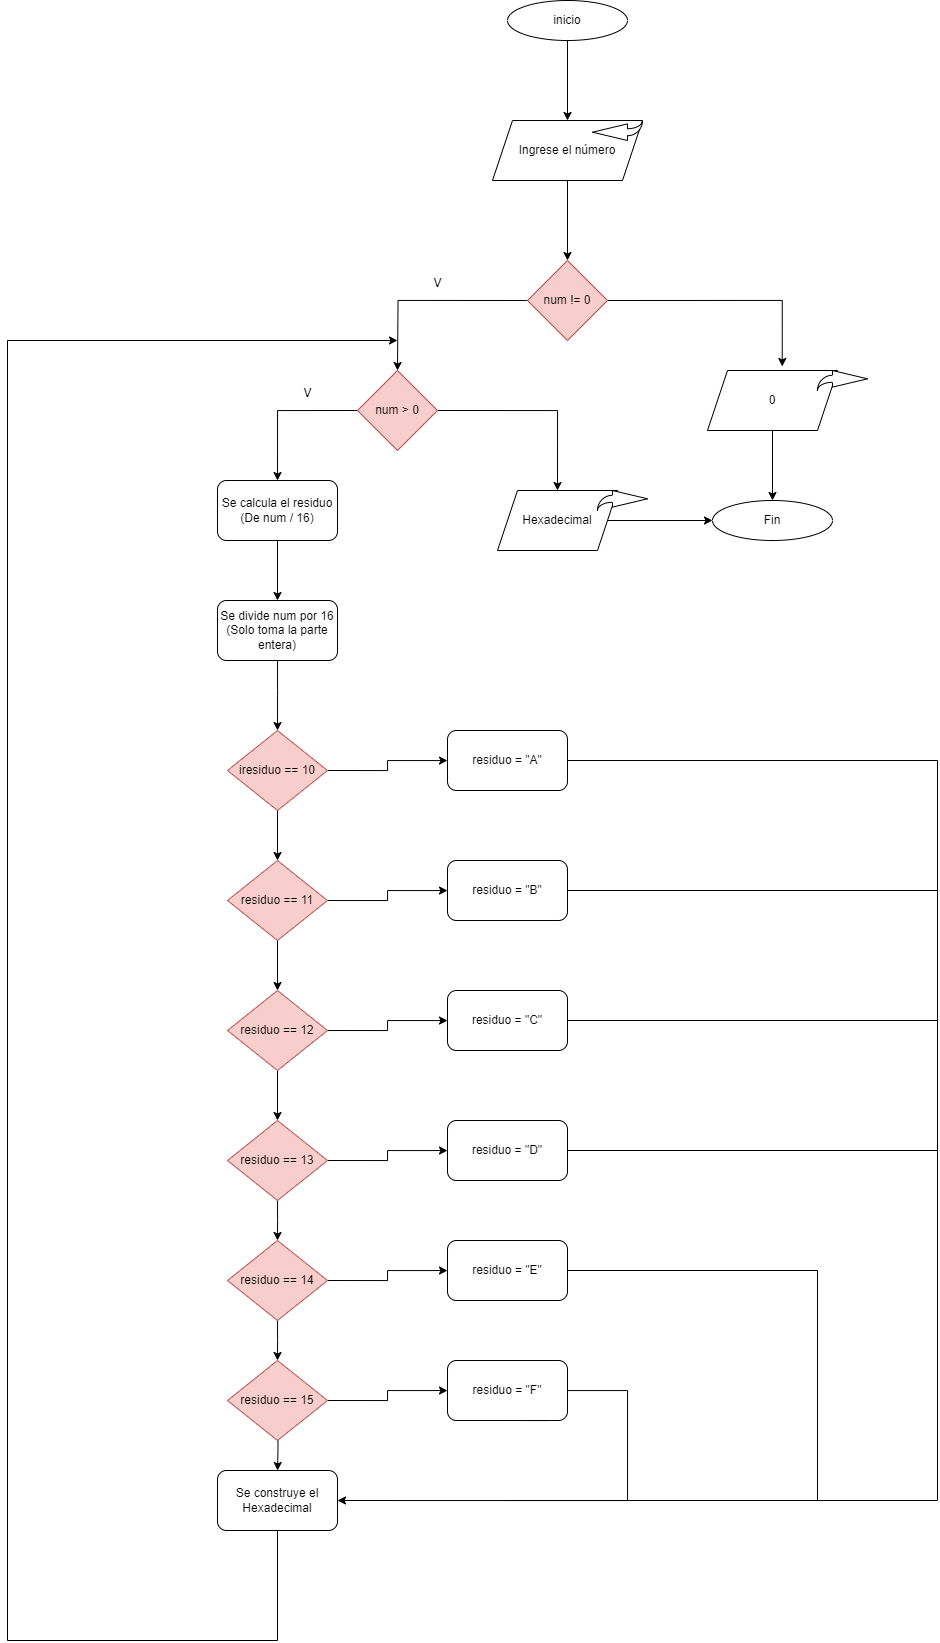 inicio
Ingrese el número
V
num != 0
V
num > 0
0
Se calcula el residuo
(De num / 16)
Hexadecimal
Fin
Se divide num por 16
(Solo toma la parte
entera)
iresiduo == 10
residuo = "A"
residuo == 11
residuo = "B"
residuo == 12
residuo = "C"
residuo == 13
residuo = "D"
residuo == 14
residuo = "E"
residuo == 15
residuo = "F"
Se construye el
Hexadecimal